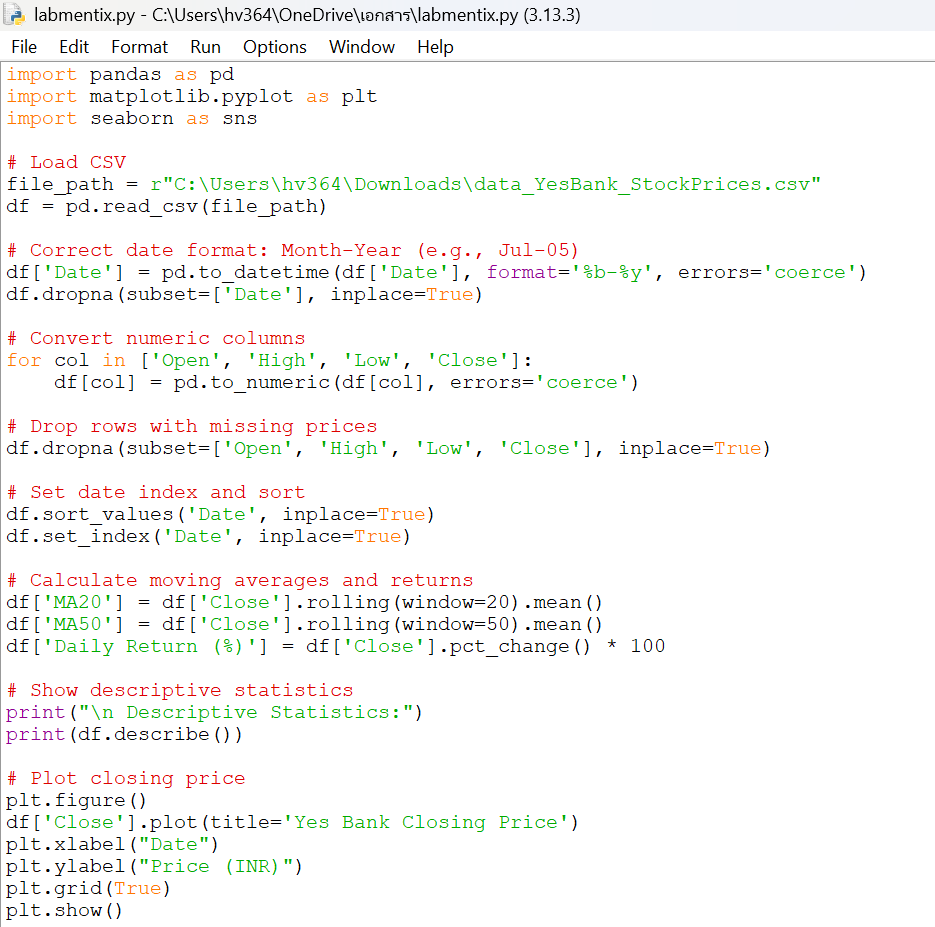 labmentix.py - C:\Users\hv364\OneDrive\เอกสาร\labmentix.py (3.13.3)
File Edit Format Run Options Window Help
import pandas as pd
import matplotlib.pyplot as plt
import seaborn as sns

# Load CSV
file_path = r"C:\Users\hv364\Downloads\data_YesBank_StockPrices.csv"
df = pd.read_csv(file_path)

# Correct date format: Month-Year (e.g., Jul-05)
df['Date'] = pd.to_datetime(df['Date'], format='%b-%y', errors='coerce')
df.dropna(subset=['Date'], inplace=True)

# Convert numeric columns
for col in ['Open', 'High', 'Low', 'Close']:
    df[col] = pd.to_numeric(df[col], errors='coerce')

# Drop rows with missing prices
df.dropna(subset=['Open', 'High', 'Low', 'Close'], inplace=True)

# Set date index and sort
df.sort_values('Date', inplace=True)
df.set_index('Date', inplace=True)

# Calculate moving averages and returns
df['MA20'] = df['Close'].rolling(window=20).mean()
df['MA50'] = df['Close'].rolling(window=50).mean()
df['Daily Return (%)'] = df['Close'].pct_change() * 100

# Show descriptive statistics
print("\n Descriptive Statistics:")
print(df.describe())

# Plot closing price
plt.figure()
df['Close'].plot(title='Yes Bank Closing Price')
plt.xlabel("Date")
plt.ylabel("Price (INR)")
plt.grid(True)
plt.show()